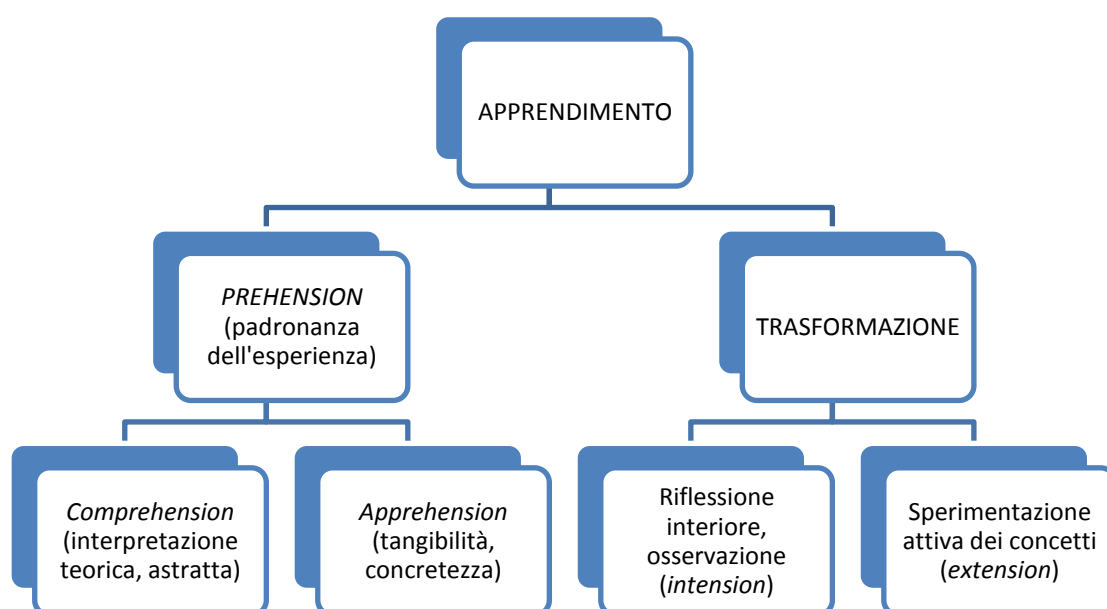 APPRENDIMENTO
PREHENSION
(padronanza
dell'esperienza)
TRASFORMAZIONE
Comprehension
(interpretazione
teorica, astratta)
Apprehension
(tangibilità,
concretezza)
Riflessione
interiore,
osservazione
(intension)
Sperimentazione
attiva dei concetti
(extension)